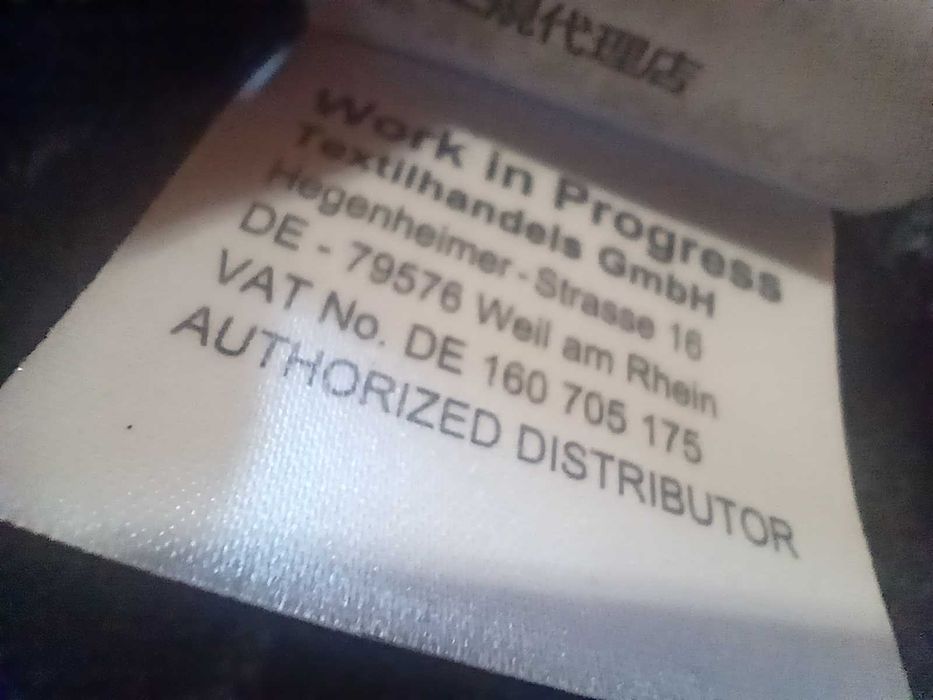 規代理店
Work in Progress
Textilhandels GmbH
Hegenheimer-Strasse 16
DE - 79576 Weil am Rhein
VAT No. DE 160 705 175
AUTHORIZED DISTRIBUTOR